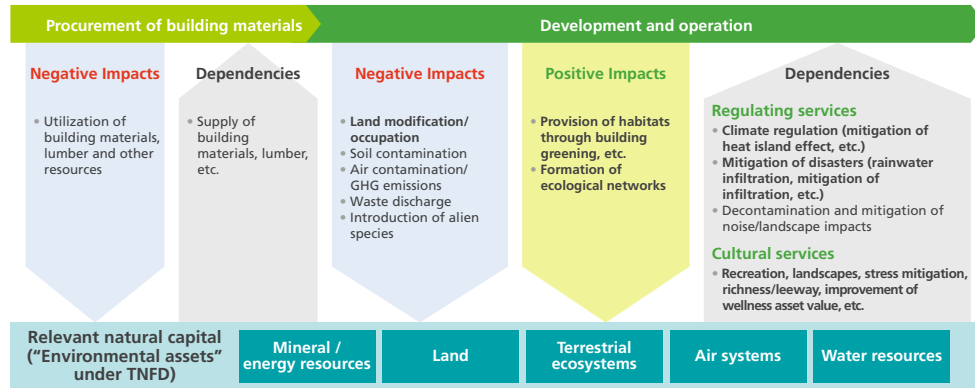 Procurement of building materials
Development and operation
Negative Impacts
• Utilization of
building materials,
lumber and other
resources
Dependencies
• Supply of
building
materials, lumber,
etc.
Negative Impacts
• Land modification/
occupation
• Soil contamination
• Air contamination/
GHG emissions
• Waste discharge
• Introduction of alien
species
Positive Impacts
• Provision of habitats
through building
greening, etc.
• Formation of
ecological networks
Dependencies
Regulating services
• Climate regulation (mitigation of
heat island effect, etc.)
• Mitigation of disasters (rainwater
infiltration, mitigation of
infiltration, etc.)
• Decontamination and mitigation of
noise/landscape impacts
Cultural services
• Recreation, landscapes, stress mitigation,
richness/leeway, improvement of
wellness asset value, etc.
Relevant natural capital
(“Environmental assets”
under TNFD)
Mineral /
energy resources
Land
Terrestrial
ecosystems
Air systems
Water resources